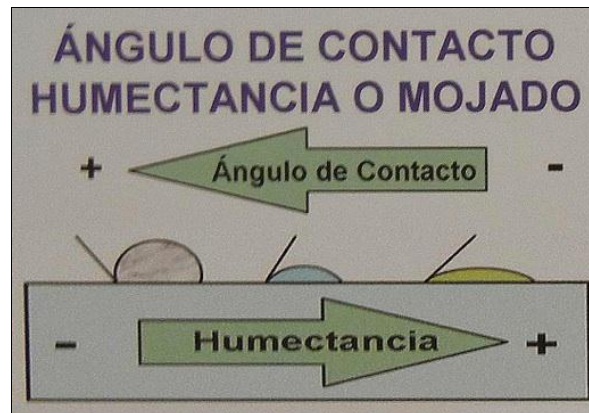 ÁNGULO DE CONTACTO
HUMECTANCIA O MOJADO
+ Ángulo de Contacto -
- Humectancia +